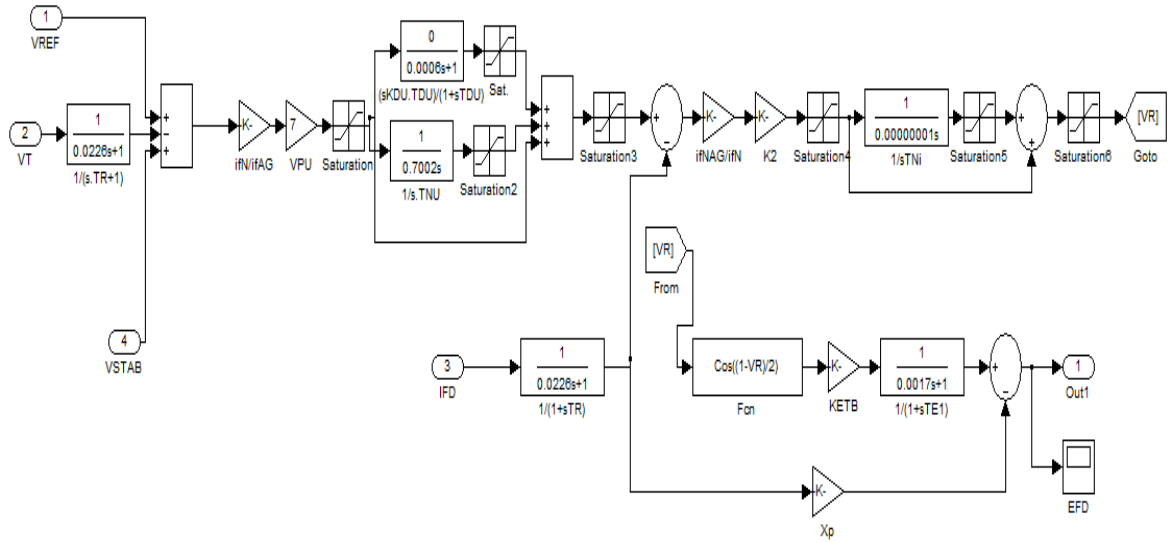 1
VREF
2
VT
1
0.0226s+1
1/(s.TR+1)
+
−
+
4
VSTAB
K-
ifN/ifAG
7
VPU
Saturation
0
0.0006s+1
(sKDU.TDU)/(1+sTDU)
Sat.
1
0.7002s
1/s.TNU
Saturation2
+
+
+
Saturation3
+
−
K-
ifNAG/ifN
K-
K2
Saturation4
1
0.00000001s
1/sTNi
Saturation5
+
+
Saturation6
[VR]
Goto
[VR]
From
3
IFD
1
0.0226s+1
1/(1+sTR)
Cos((1-VR)/2)
Fcn
K-
KETB
1
0.0017s+1
1/(1+sTE1)
+
−
1
Out1
K-
Xp
EFD